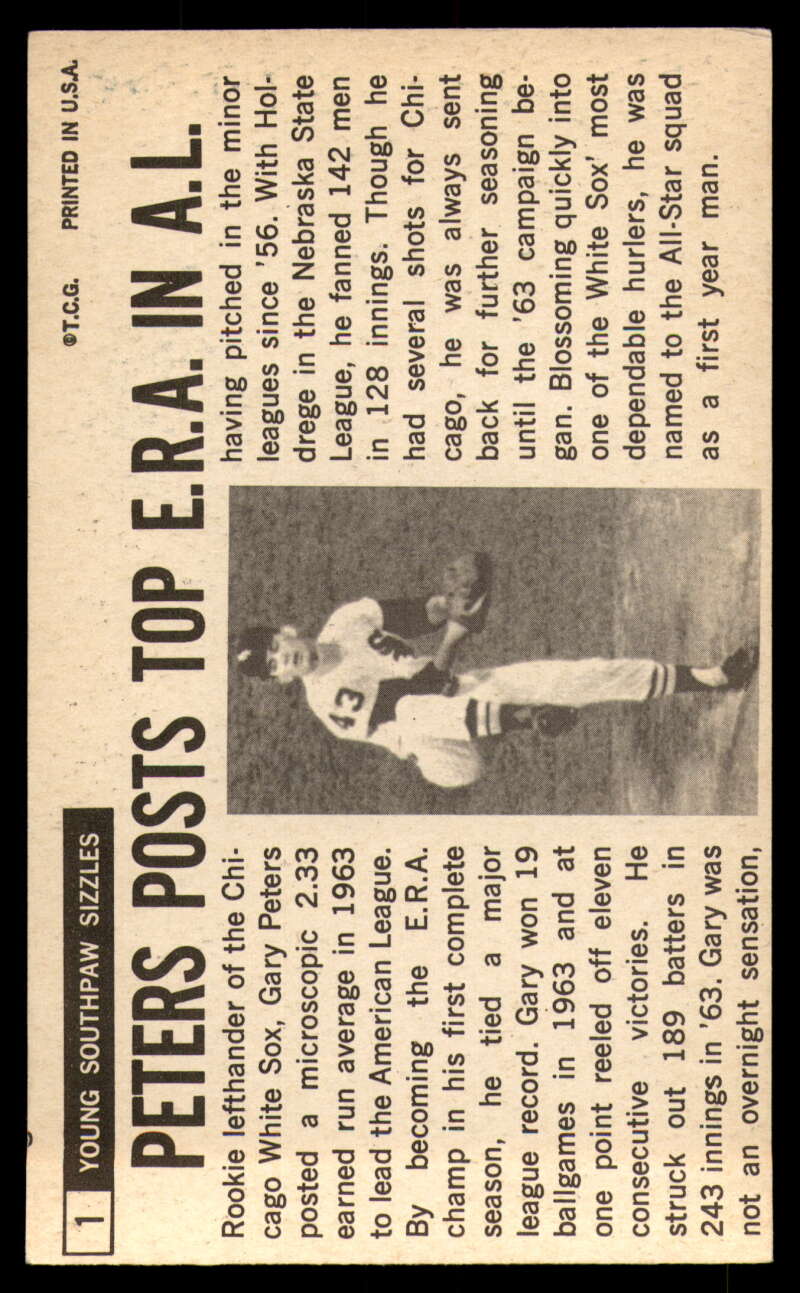 1 YOUNG SOUTHPAW SIZZLES
©T.C.G. PRINTED IN U.S.A.
PETERS POSTS TOP E.R.A. IN A.L.
Rookie lefthander of the Chi-
cago White Sox, Gary Peters
posted a microscopic 2.33
earned run average in 1963
to lead the American League.
By becoming the E.R.A.
champ in his first complete
season, he tied a major
league record. Gary won 19
ballgames in 1963 and at
one point reeled off eleven
consecutive victories. He
struck out 189 batters in
243 innings in '63. Gary was
not an overnight sensation,
43
having pitched in the minor
leagues since '56. With Hol-
drege in the Nebraska State
League, he fanned 142 men
in 128 innings. Though he
had several shots for Chi-
cago, he was always sent
back for further seasoning
until the '63 campaign be-
gan. Blossoming quickly into
one of the White Sox' most
dependable hurlers, he was
named to the All-Star squad
as a first year man.